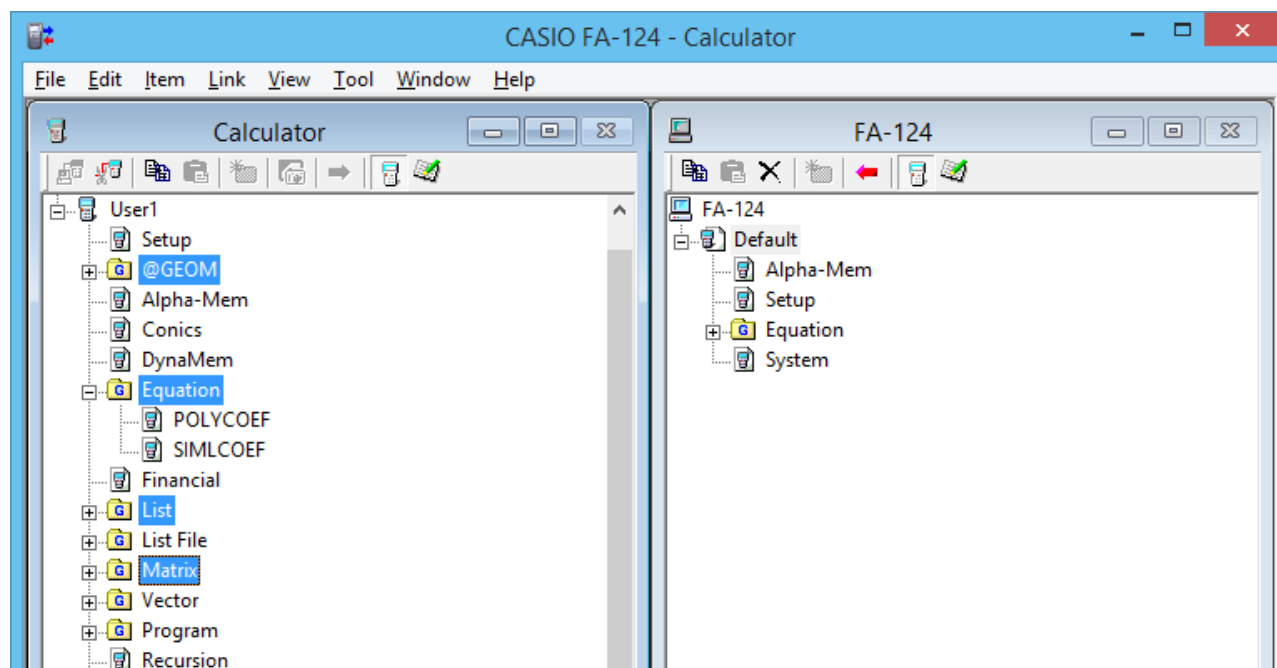 CASIO FA-124 - Calculator
File Edit Item Link View Tool Window Help
Calculator
User1
Setup
@GEOM
Alpha-Mem
Conics
DynaMem
Equation
POLYCOEF
SIMLCOEF
Financial
List
List File
Matrix
Vector
Program
Recursion
FA-124
FA-124
Default
Alpha-Mem
Setup
Equation
System